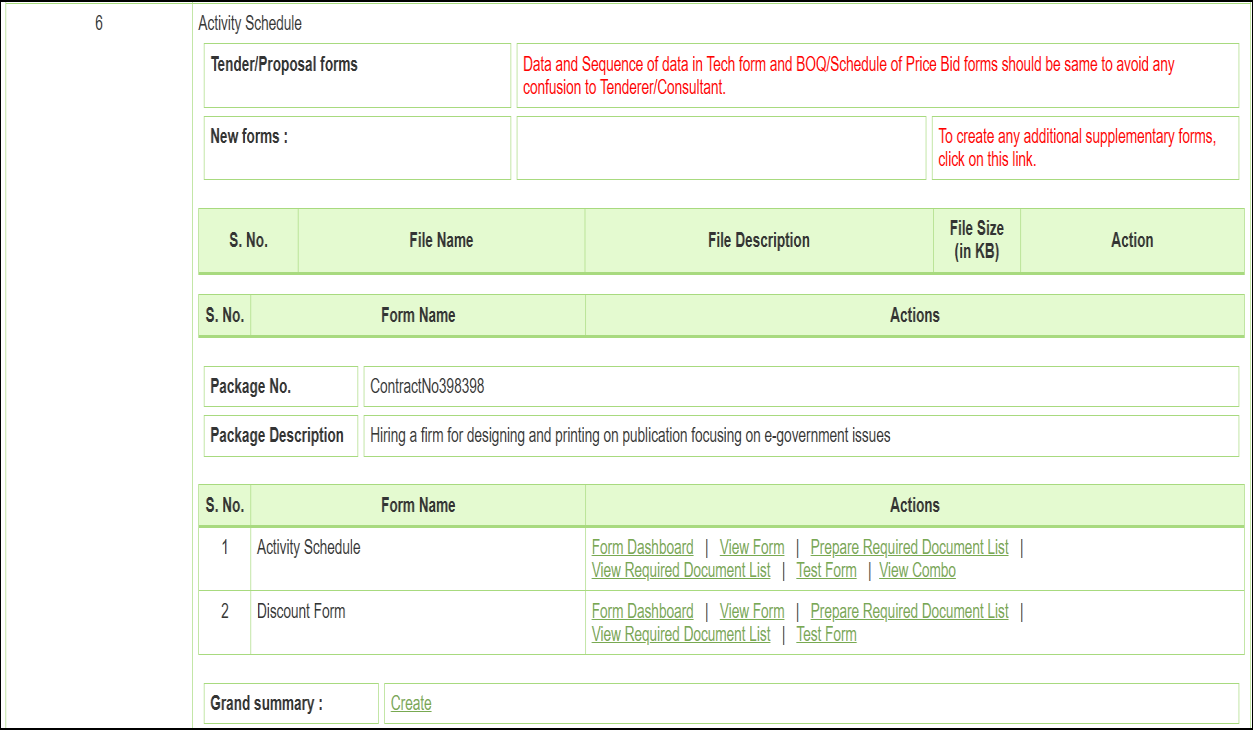 6
Activity Schedule
Tender/Proposal forms
Data and Sequence of data in Tech form and BOQ/Schedule of Price Bid forms should be same to avoid any
confusion to Tenderer/Consultant.
New forms :
To create any additional supplementary forms,
click on this link.
S. No. File Name File Description File Size
(in KB) Action
S. No. Form Name Actions
Package No. ContractNo398398
Package Description Hiring a firm for designing and printing on publication focusing on e-government issues
S. No. Form Name Actions
1 Activity Schedule Form Dashboard | View Form | Prepare Required Document List |
View Required Document List | Test Form | View Combo
2 Discount Form Form Dashboard | View Form | Prepare Required Document List |
View Required Document List | Test Form
Grand summary : Create